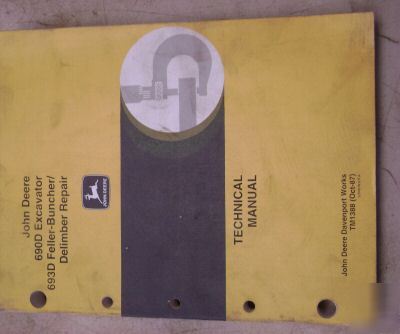 John Deere
690D Excavator
693D Feller-Buncher/
Delimber Repair
JOHN DEERE
TECHNICAL
MANUAL
John Deere Davenport Works
TM1388 (Oct-87)